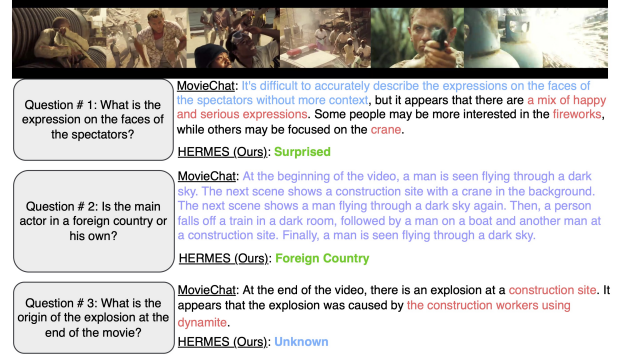 Question # 1: What is the
expression on the faces of
the spectators?
MovieChat: It's difficult to accurately describe the expressions on the faces of
the spectators without more context, but it appears that there are a mix of happy
and serious expressions. Some people may be more interested in the fireworks,
while others may be focused on the crane.
HERMES (Ours): Surprised
Question # 2: Is the main
actor in a foreign country or
his own?
MovieChat: At the beginning of the video, a man is seen flying through a dark
sky. The next scene shows a construction site with a crane in the background.
The next scene shows a man flying through a dark sky again. Then, a person
falls off a train in a dark room, followed by a man on a boat and another man at
a construction site. Finally, a man is seen flying through a dark sky.
HERMES (Ours): Foreign Country
Question # 3: What is the
origin of the explosion at the
end of the movie?
MovieChat: At the end of the video, there is an explosion at a construction site. It
appears that the explosion was caused by the construction workers using
dynamite.
HERMES (Ours): Unknown